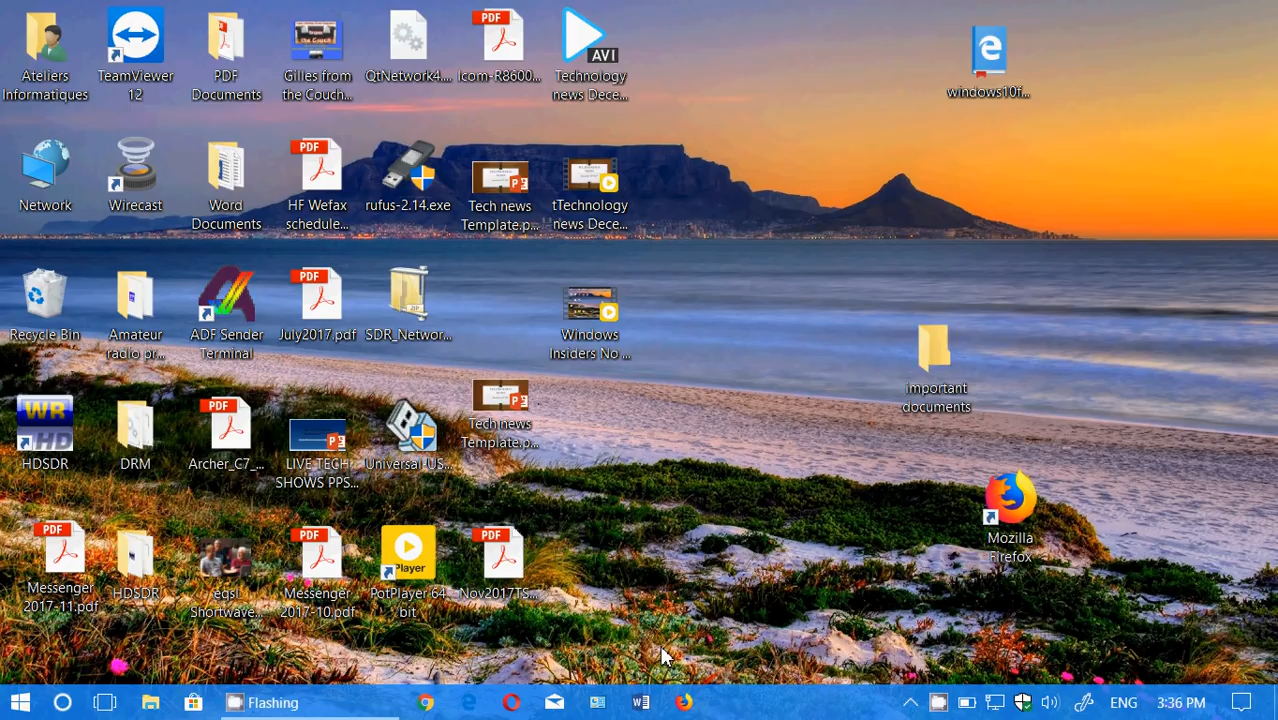 Ateliers
Informatiques
TeamViewer
12
PDF
Documents
Gilles from
the Couch...
QtNetwork4....
PDF
Icom-R8600...
AVI
Technology
news Dece...
windows10f...
Network
Wirecast
Word
Documents
PDF
HF Wefax
schedule...
rufus-2.14.exe
Tech news
Template.p...
tTechnology
news Dece...
Recycle Bin
Amateur
radio pr...
ADF Sender
Terminal
PDF
July2017.pdf
ZIP
SDR_Networ...
Windows
Insiders No ...
important
documents
WR
HD
HDSDR
DRM
PDF
Archer_C7_...
LIVE TECH
SHOWS PPS...
Universal-US...
Tech news
Template.p...
Mozilla
Firefox
PDF
Messenger
2017-11.pdf
HDSDR
eqsl
Shortwave...
PDF
Messenger
2017-10.pdf
Player
PotPlayer 64
bit
PDF
Nov2017TS...
Flashing
ENG
3:36 PM